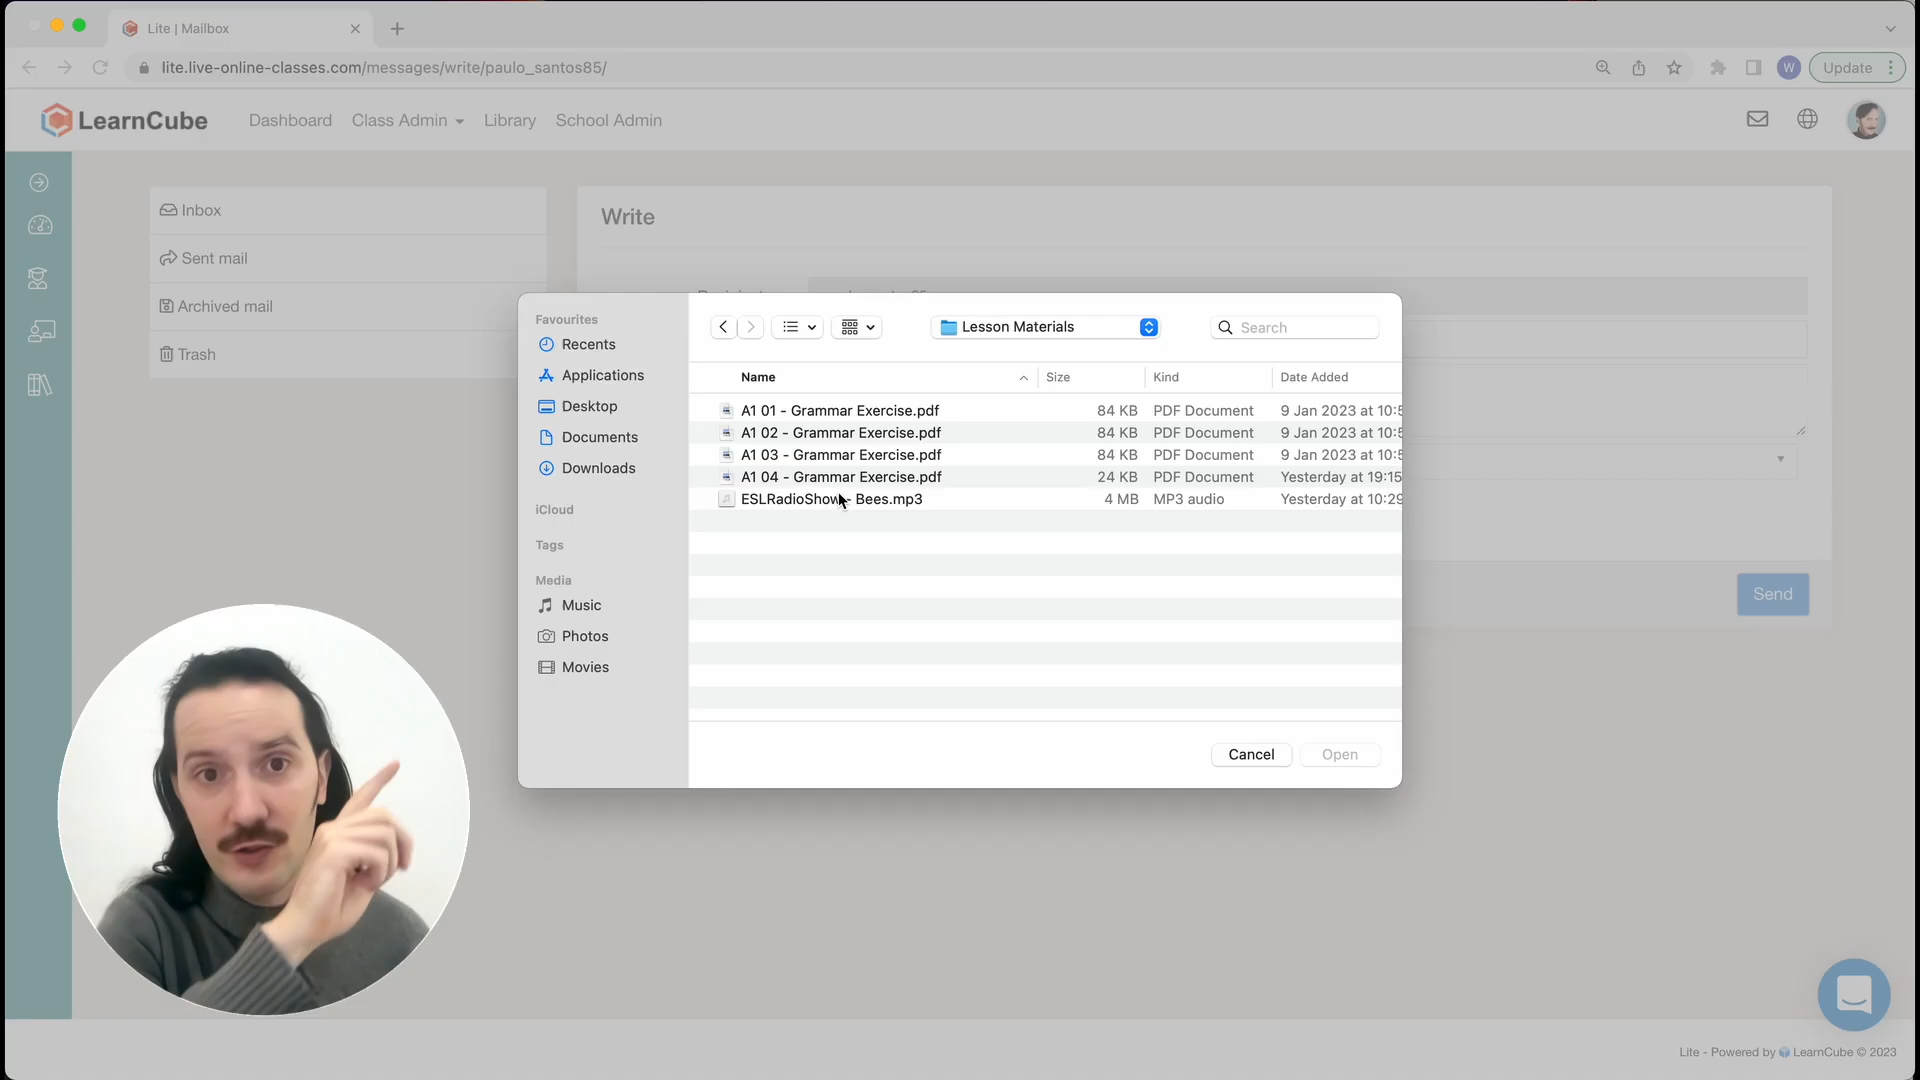 Lite | Mailbox
lite.live-online-classes.com/messages/write/paulo_santos85/
W
Update
LearnCube
Dashboard
Class Admin
Library
School Admin
Inbox
Sent mail
Archived mail
Trash
Write
Favourites
Recents
Applications
Desktop
Documents
Downloads
iCloud
Tags
Media
Music
Photos
Movies
Lesson Materials
Search
Name Size Kind Date Added
A1 01 - Grammar Exercise.pdf 84 KB PDF Document 9 Jan 2023 at 10:5
A1 02 - Grammar Exercise.pdf 84 KB PDF Document 9 Jan 2023 at 10:5
A1 03 - Grammar Exercise.pdf 84 KB PDF Document 9 Jan 2023 at 10:5
A1 04 - Grammar Exercise.pdf 24 KB PDF Document Yesterday at 19:15
ESLRadioShow - Bees.mp3 4 MB MP3 audio Yesterday at 10:29
Cancel
Open
Send
Lite - Powered by LearnCube © 2023